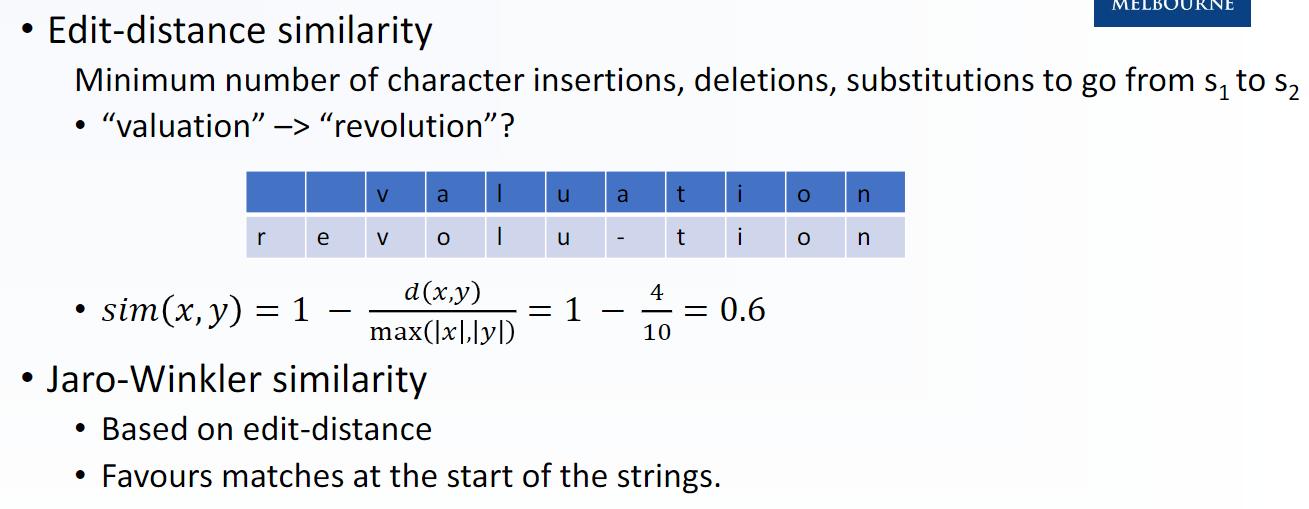 MELBOURNE
• Edit-distance similarity
Minimum number of character insertions, deletions, substitutions to go from s₁ to s₂
• “valuation” –> “revolution”?
v a l u a t i o n
r e v o l u - t i o n
• sim(x, y) = 1 − d(x,y) / max(|x|,|y|) = 1 − 4/10 = 0.6
• Jaro-Winkler similarity
• Based on edit-distance
• Favours matches at the start of the strings.